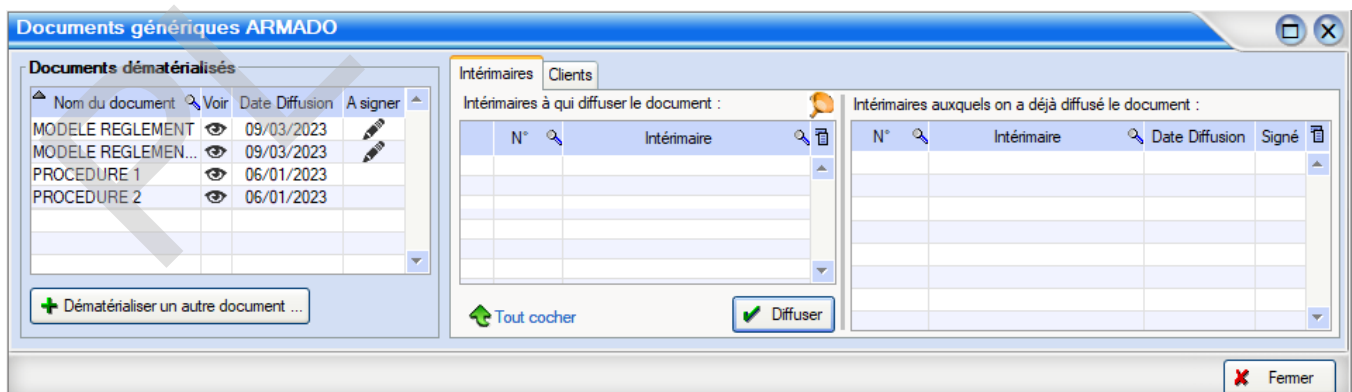 Documents génériques ARMADO
Documents dématérialisés
Nom du document Voir Date Diffusion A signer
MODELE REGLEMENT 09/03/2023
MODELE REGLEMEN... 09/03/2023
PROCEDURE 1 06/01/2023
PROCEDURE 2 06/01/2023
Dématérialiser un autre document ...
Intérimaires Clients
Intérimaires à qui diffuser le document :
N° Intérimaire
Tout cocher
Diffuser
Intérimaires auxquels on a déjà diffusé le document :
N° Intérimaire Date Diffusion Signé
Fermer